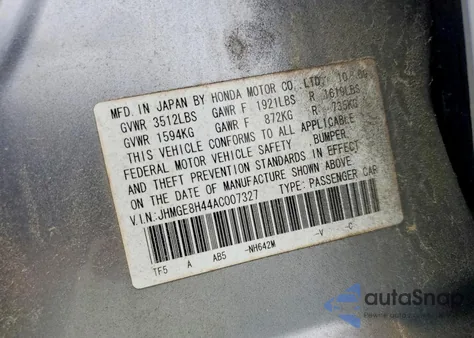 MFD. IN JAPAN BY HONDA MOTOR CO., LTD. 10/
GVWR 3512LBS GAWR F 1921LBS R 1619LBS
GVWR 1594KG GAWR F 872KG R 735KG
THIS VEHICLE CONFORMS TO ALL APPLICABLE
FEDERAL MOTOR VEHICLE SAFETY, BUMPER,
AND THEFT PREVENTION STANDARDS IN EFFECT
ON THE DATE OF MANUFACTURE SHOWN ABOVE.
V.I.N: JHMGE8H44AC007327 TYPE: PASSENGER CAR
TF5 A AB5 -NH642M -V -C
autoSnap